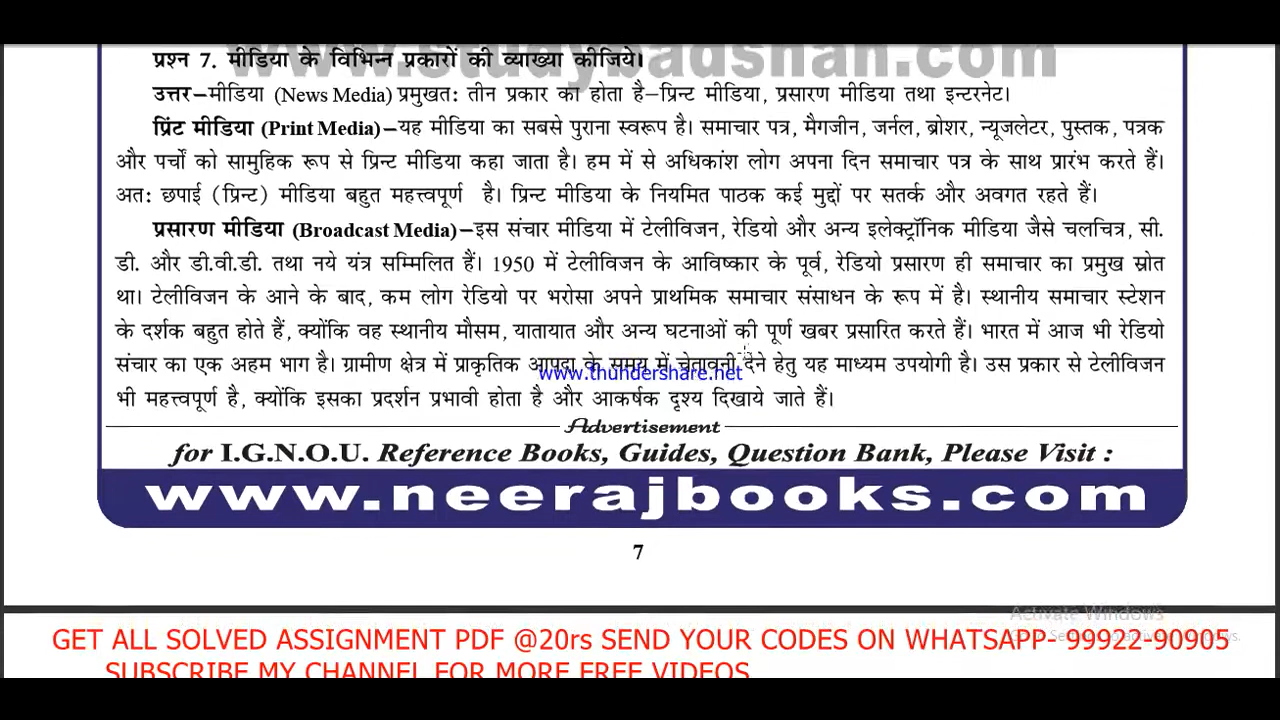 www.studybadshah.com
प्रश्न 7. मीडिया के विभिन्न प्रकारों की व्याख्या कीजिये।
उत्तर–मीडिया (News Media) प्रमुखत: तीन प्रकार का होता है–प्रिन्ट मीडिया, प्रसारण मीडिया तथा इन्टरनेट।
प्रिंट मीडिया (Print Media)–यह मीडिया का सबसे पुराना स्वरूप है। समाचार पत्र, मैगजीन, जर्नल, ब्रोशर, न्यूजलेटर, पुस्तक, पत्रक
और पर्चों को सामुहिक रूप से प्रिन्ट मीडिया कहा जाता है। हम में से अधिकांश लोग अपना दिन समाचार पत्र के साथ प्रारंभ करते हैं।
अत: छपाई (प्रिन्ट) मीडिया बहुत महत्त्वपूर्ण है। प्रिन्ट मीडिया के नियमित पाठक कई मुद्दों पर सतर्क और अवगत रहते हैं।
प्रसारण मीडिया (Broadcast Media)–इस संचार मीडिया में टेलीविजन, रेडियो और अन्य इलेक्ट्रॉनिक मीडिया जैसे चलचित्र, सी.
डी. और डी.वी.डी. तथा नये यंत्र सम्मिलित हैं। 1950 में टेलीविजन के आविष्कार के पूर्व, रेडियो प्रसारण ही समाचार का प्रमुख स्रोत
था। टेलीविजन के आने के बाद, कम लोग रेडियो पर भरोसा अपने प्राथमिक समाचार संसाधन के रूप में है। स्थानीय समाचार स्टेशन
के दर्शक बहुत होते हैं, क्योंकि वह स्थानीय मौसम, यातायात और अन्य घटनाओं की पूर्ण खबर प्रसारित करते हैं। भारत में आज भी रेडियो
संचार का एक अहम भाग है। ग्रामीण क्षेत्र में प्राकृतिक आपदा के समय में चेतावनी देने हेतु यह माध्यम उपयोगी है। उस प्रकार से टेलीविजन
www.thundershare.net
भी महत्त्वपूर्ण है, क्योंकि इसका प्रदर्शन प्रभावी होता है और आकर्षक दृश्य दिखाये जाते हैं।
Advertisement
for I.G.N.O.U. Reference Books, Guides, Question Bank, Please Visit :
www.neerajbooks.com
7
Activate Windows
GET ALL SOLVED ASSIGNMENT PDF @20rs SEND YOUR CODES ON WHATSAPP- 99922-90905
SUBSCRIBE MY CHANNEL FOR MORE FREE VIDEOS